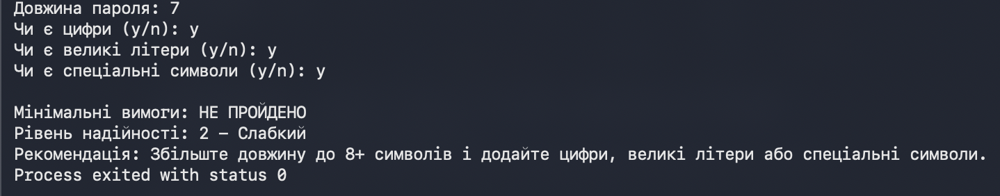 Довжина пароля: 7
Чи є цифри (y/n): y
Чи є великі літери (y/n): y
Чи є спеціальні символи (y/n): y
Мінімальні вимоги: НЕ ПРОЙДЕНО
Рівень надійності: 2 – Слабкий
Рекомендація: Збільште довжину до 8+ символів і додайте цифри, великі літери або спеціальні символи.
Process exited with status 0